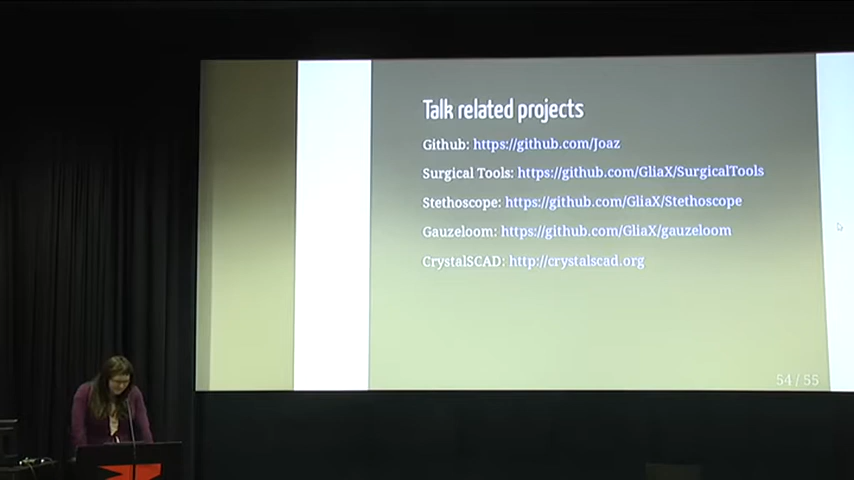 Talk related projects
Github: https://github.com/Joaz
Surgical Tools: https://github.com/GliaX/SurgicalTools
Stethoscope: https://github.com/GliaX/Stethoscope
Gauzeloom: https://github.com/GliaX/gauzeloom
CrystalSCAD: http://crystalscad.org
54 / 55